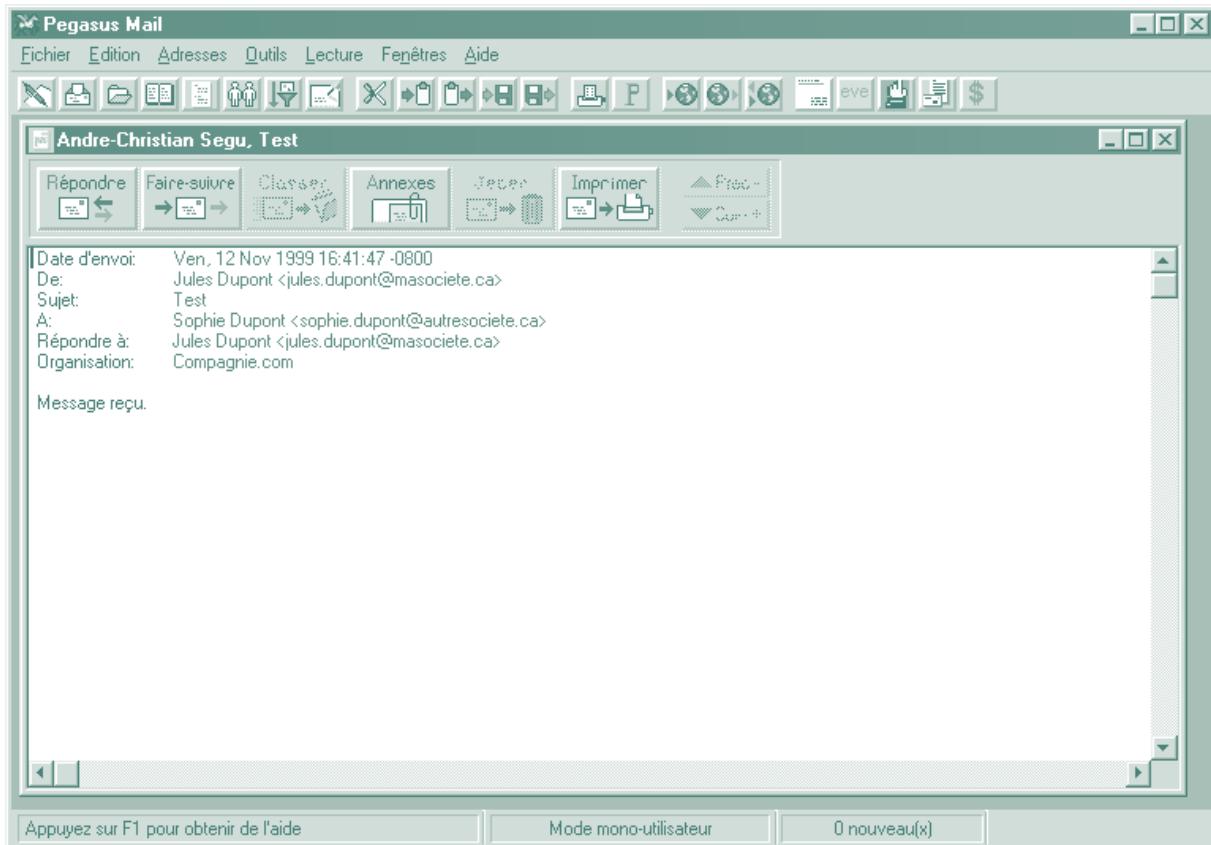 Pegasus Mail
Fichier Edition Adresses Outils Lecture Fenêtres Aide
P eve $
Andre-Christian Segu, Test
Répondre Faire-suivre Classer Annexes Jeter Imprimer
Date d'envoi: Ven, 12 Nov 1999 16:41:47 -0800
De: Jules Dupont <jules.dupont@masociete.ca>
Sujet: Test
A: Sophie Dupont <sophie.dupont@autresociete.ca>
Répondre à: Jules Dupont <jules.dupont@masociete.ca>
Organisation: Compagnie.com
Message reçu.
Appuyez sur F1 pour obtenir de l'aide Mode mono-utilisateur 0 nouveau(x)